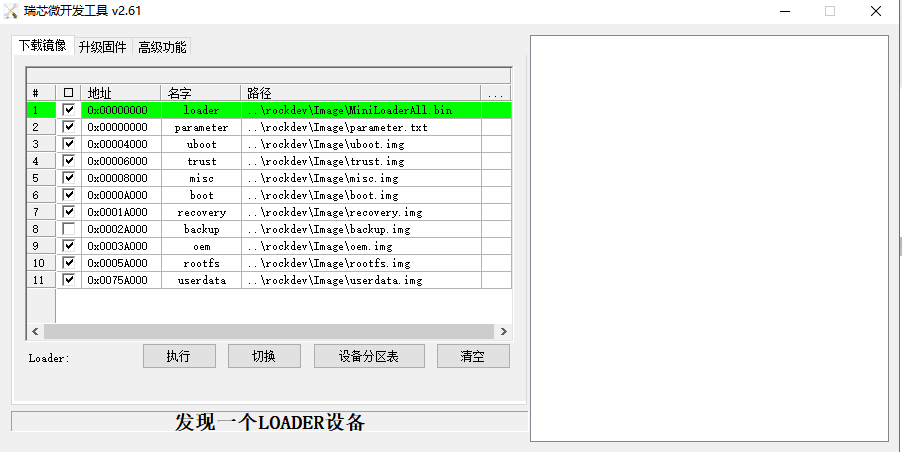 瑞芯微开发工具 v2.61
下载镜像 升级固件 高级功能
# 地址 名字 路径 ...
1 0x00000000 loader ..\rockdev\Image\MiniLoaderAll.bin
2 0x00000000 parameter ..\rockdev\Image\parameter.txt
3 0x00004000 uboot ..\rockdev\Image\uboot.img
4 0x00006000 trust ..\rockdev\Image\trust.img
5 0x00008000 misc ..\rockdev\Image\misc.img
6 0x0000A000 boot ..\rockdev\Image\boot.img
7 0x0001A000 recovery ..\rockdev\Image\recovery.img
8 0x0002A000 backup ..\rockdev\Image\backup.img
9 0x0003A000 oem ..\rockdev\Image\oem.img
10 0x0005A000 rootfs ..\rockdev\Image\rootfs.img
11 0x0075A000 userdata ..\rockdev\Image\userdata.img
Loader: 执行 切换 设备分区表 清空
发现一个LOADER设备